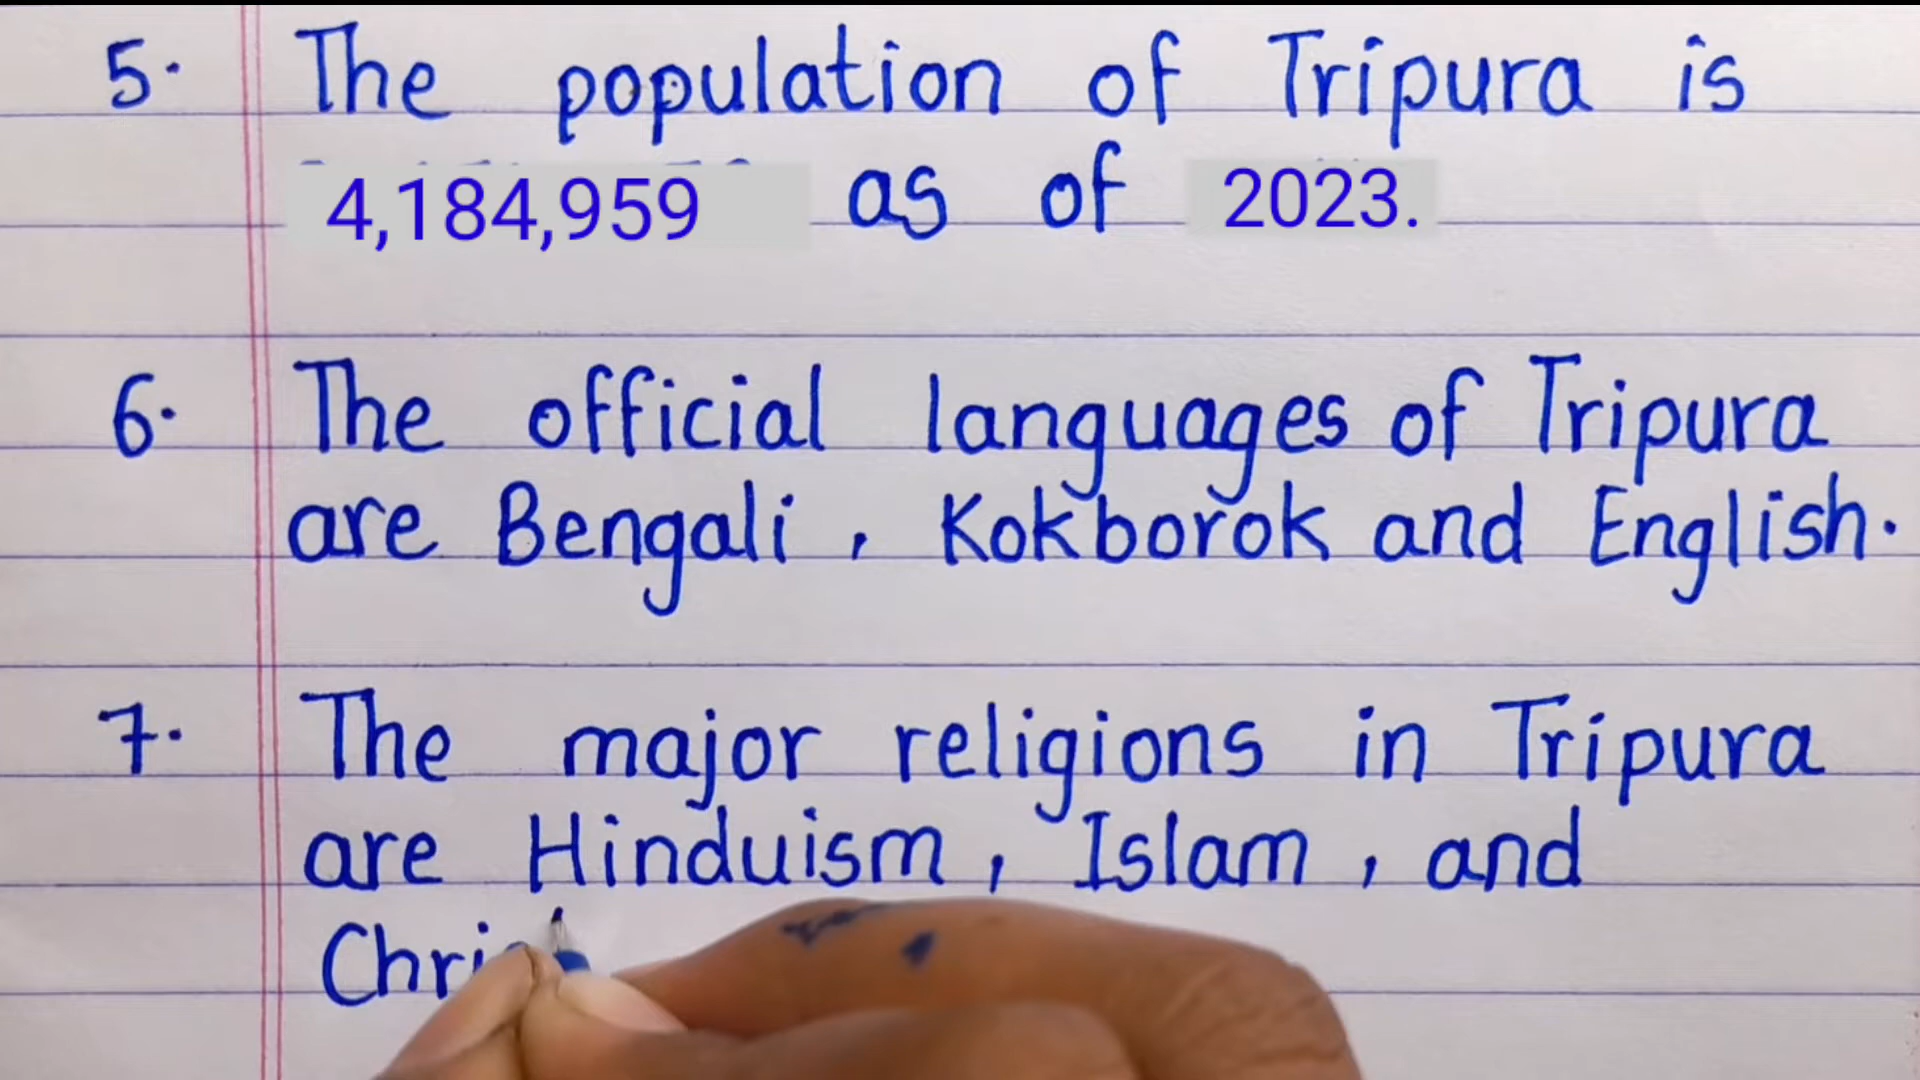 5. The population of Tripura is
4,184,959 as of 2023.
6. The official languages of Tripura
are Bengali, Kokborok and English.
7. The major religions in Tripura
are Hinduism, Islam, and